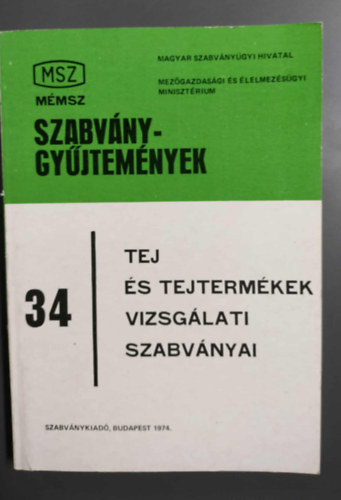 MSZ
MÉMSZ
MAGYAR SZABVÁNYÜGYI HIVATAL
MEZŐGAZDASÁGI ÉS ÉLELMEZÉSÜGYI
MINISZTÉRIUM
SZABVÁNY-
GYŰJTEMÉNYEK
34
TEJ
ÉS TEJTERMÉKEK
VIZSGÁLATI
SZABVÁNYAI
SZABVÁNYKIADÓ, BUDAPEST 1974.